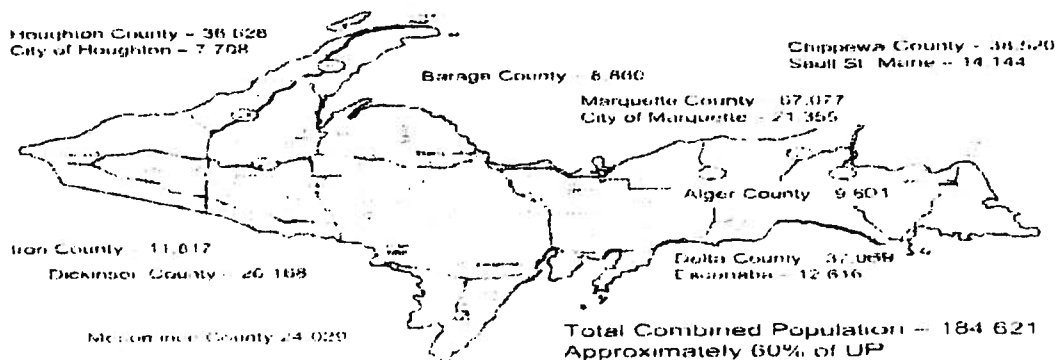 Houghton County – 36,628
City of Houghton – 7,708
Chippewa County – 38,520
Sault St. Marie – 14,144
Baraga County – 8,860
Marquette County – 67,077
City of Marquette – 21,355
Alger County 9,601
Iron County – 11,817
Dickinson County – 26,168
Delta County – 37,069
Escanaba – 12,616
Menominee County 24,029
Total Combined Population – 184,621
Approximately 60% of UP